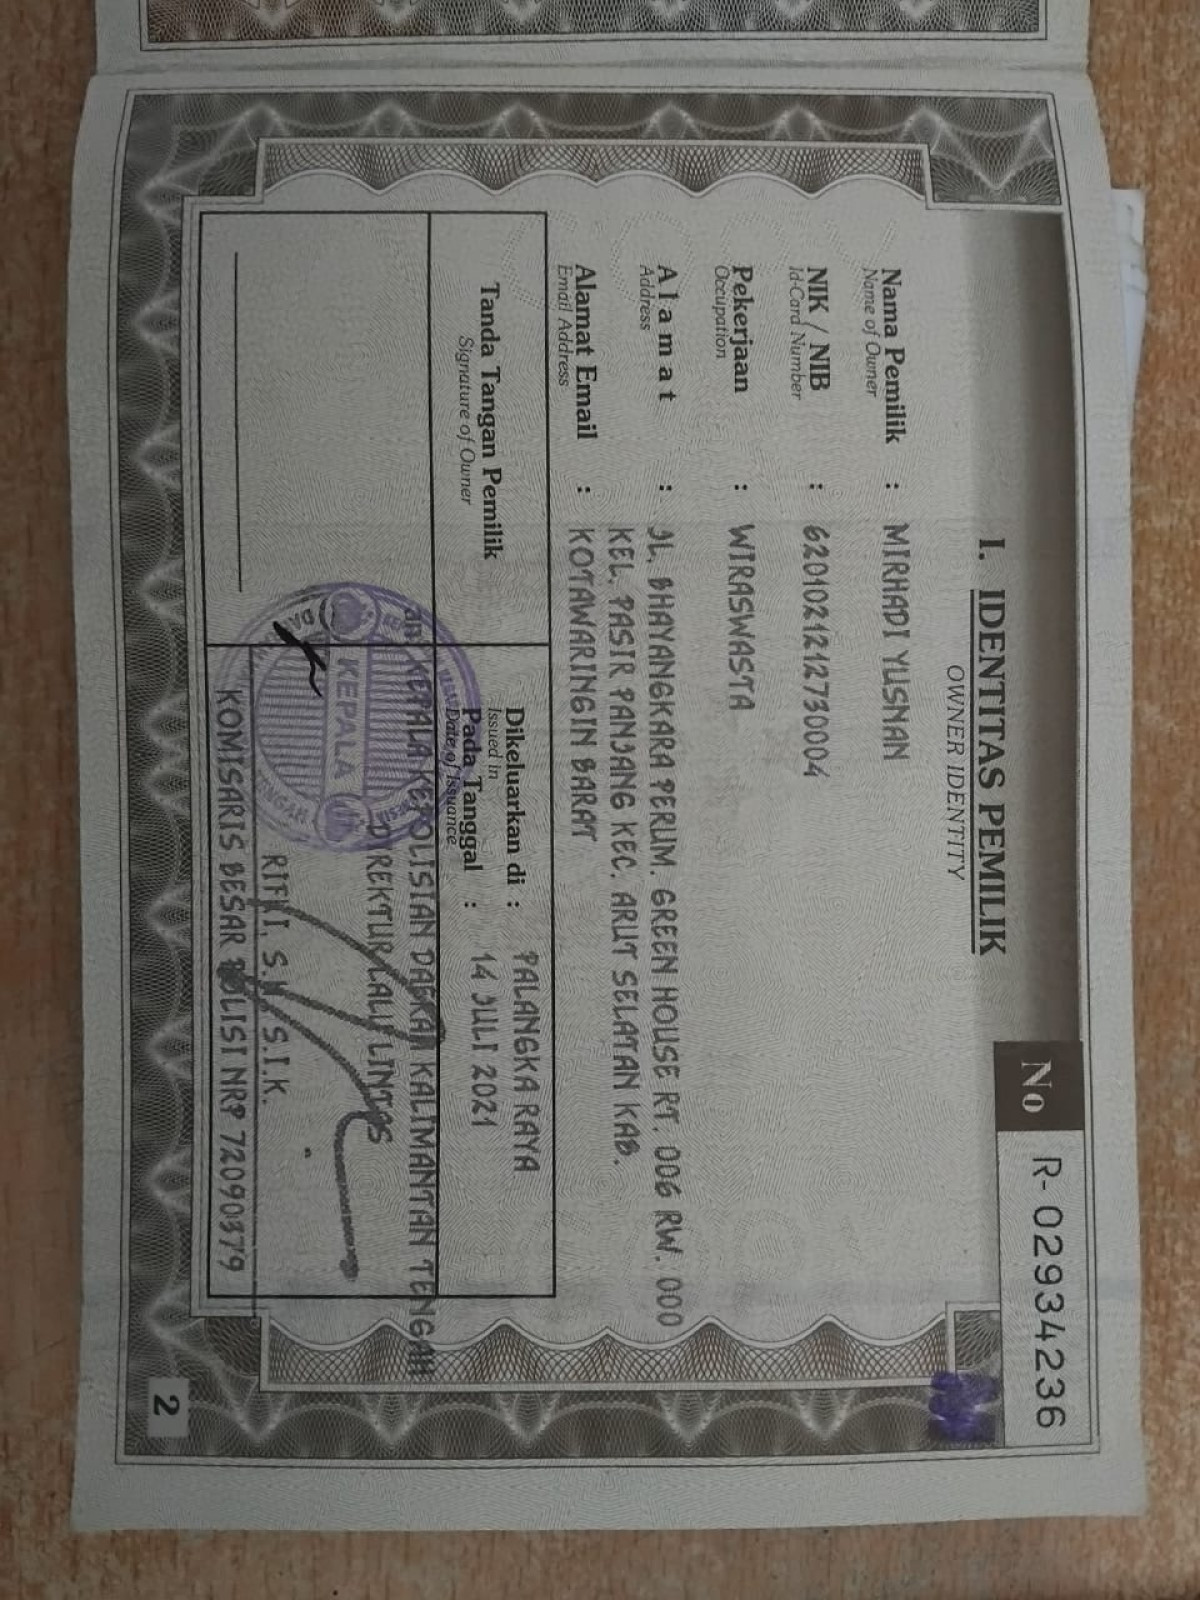 No R-02934236
I. IDENTITAS PEMILIK
OWNER IDENTITY
Nama Pemilik : MIRHADI YUSNAN
Name of Owner
NIK / NIB : 6201021212730004
Id-Card Number
Pekerjaan : WIRASWASTA
Occupation
Alamat : JL. BHAYANGKARA PERUM. GREEN HOUSE RT. 006 RW. 000
Address
KEL. PASIR PANJANG KEC. ARUT SELATAN KAB.
KOTAWARINGIN BARAT
Alamat Email :
Email Address
Tanda Tangan Pemilik
Signature of Owner
Dikeluarkan di : PALANGKA RAYA
Issued in
Pada Tanggal : 14 JULI 2021
Date of Issuance
an. KEPALA KEPOLISIAN DAERAH KALIMANTAN TENGAH
DIREKTUR LALU LINTAS
KEPALA
RIFKI, S.H. S.I.K.
KOMISARIS BESAR POLISI NRP 72090379
2